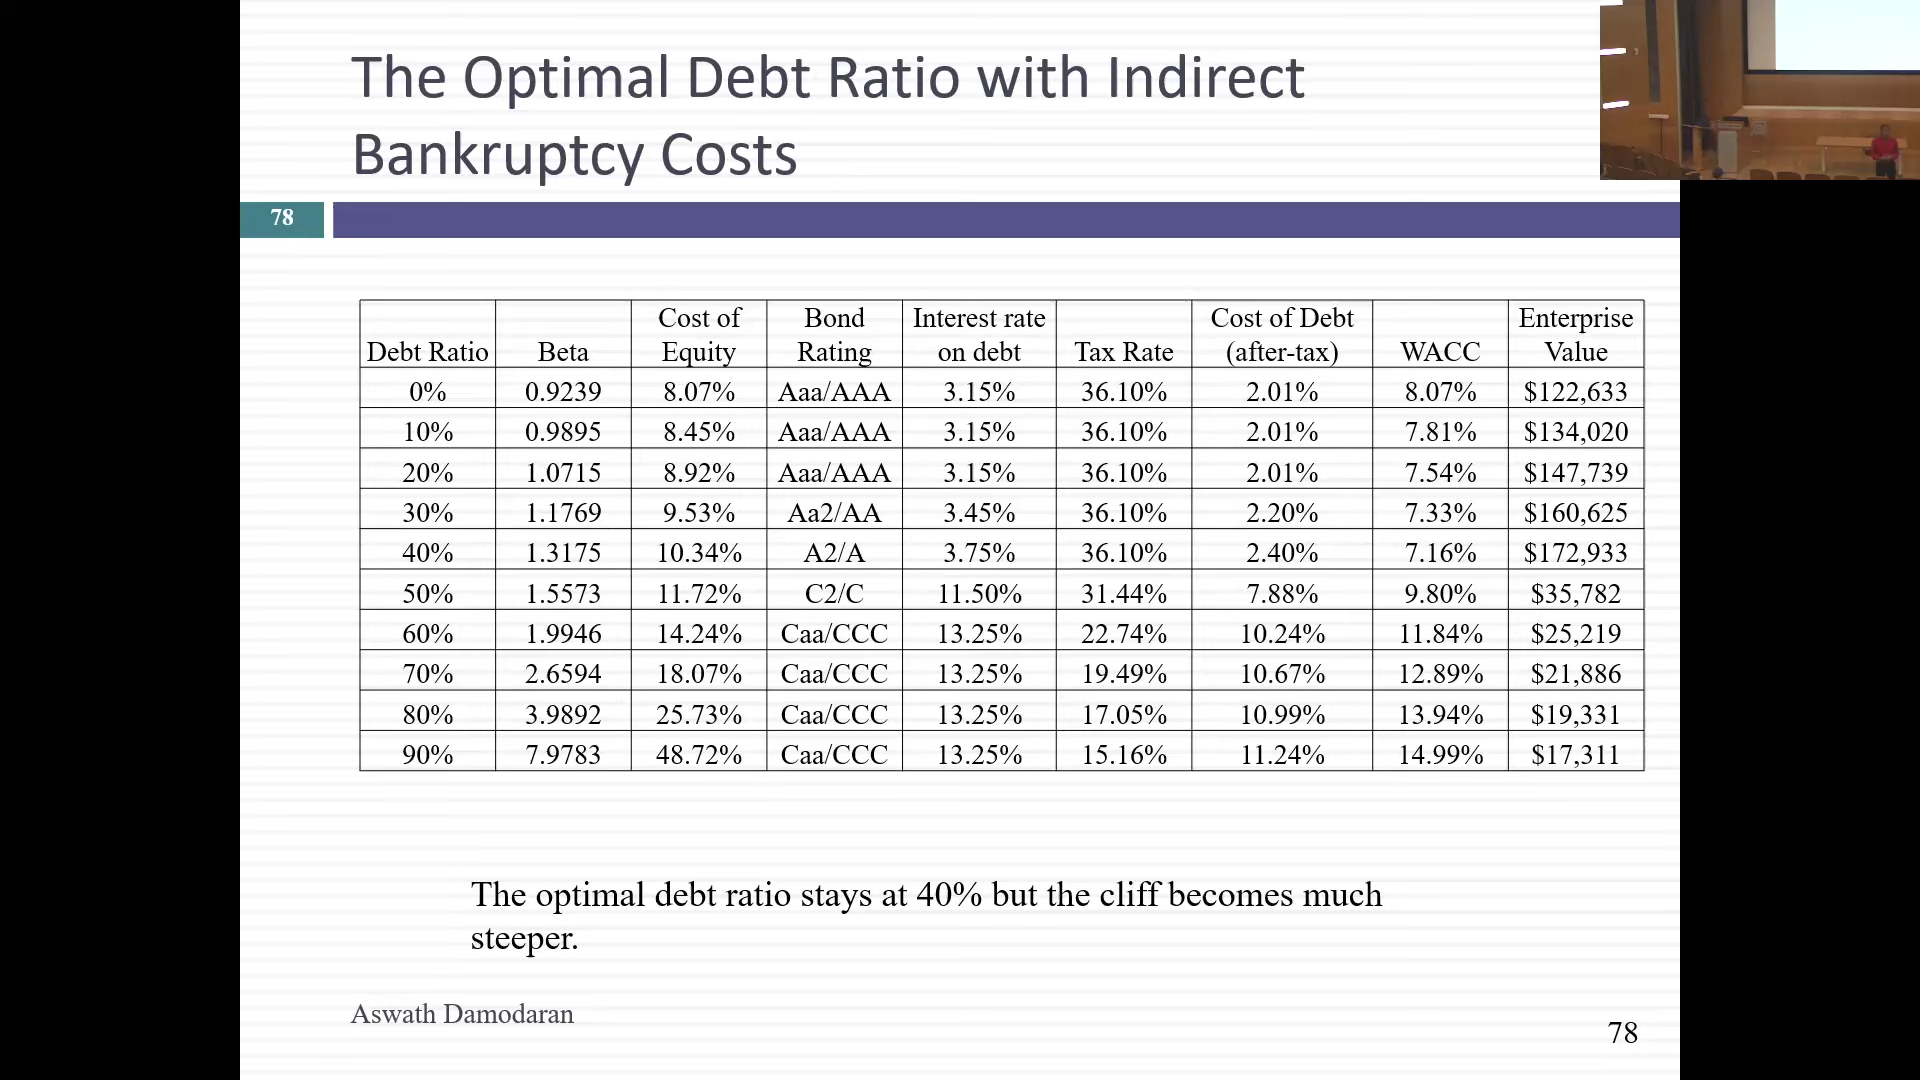 The Optimal Debt Ratio with Indirect
Bankruptcy Costs
78
Debt Ratio Beta Cost of Equity Bond Rating Interest rate on debt Tax Rate Cost of Debt (after-tax) WACC Enterprise Value
0% 0.9239 8.07% Aaa/AAA 3.15% 36.10% 2.01% 8.07% $122,633
10% 0.9895 8.45% Aaa/AAA 3.15% 36.10% 2.01% 7.81% $134,020
20% 1.0715 8.92% Aaa/AAA 3.15% 36.10% 2.01% 7.54% $147,739
30% 1.1769 9.53% Aa2/AA 3.45% 36.10% 2.20% 7.33% $160,625
40% 1.3175 10.34% A2/A 3.75% 36.10% 2.40% 7.16% $172,933
50% 1.5573 11.72% C2/C 11.50% 31.44% 7.88% 9.80% $35,782
60% 1.9946 14.24% Caa/CCC 13.25% 22.74% 10.24% 11.84% $25,219
70% 2.6594 18.07% Caa/CCC 13.25% 19.49% 10.67% 12.89% $21,886
80% 3.9892 25.73% Caa/CCC 13.25% 17.05% 10.99% 13.94% $19,331
90% 7.9783 48.72% Caa/CCC 13.25% 15.16% 11.24% 14.99% $17,311
The optimal debt ratio stays at 40% but the cliff becomes much
steeper.
Aswath Damodaran
78